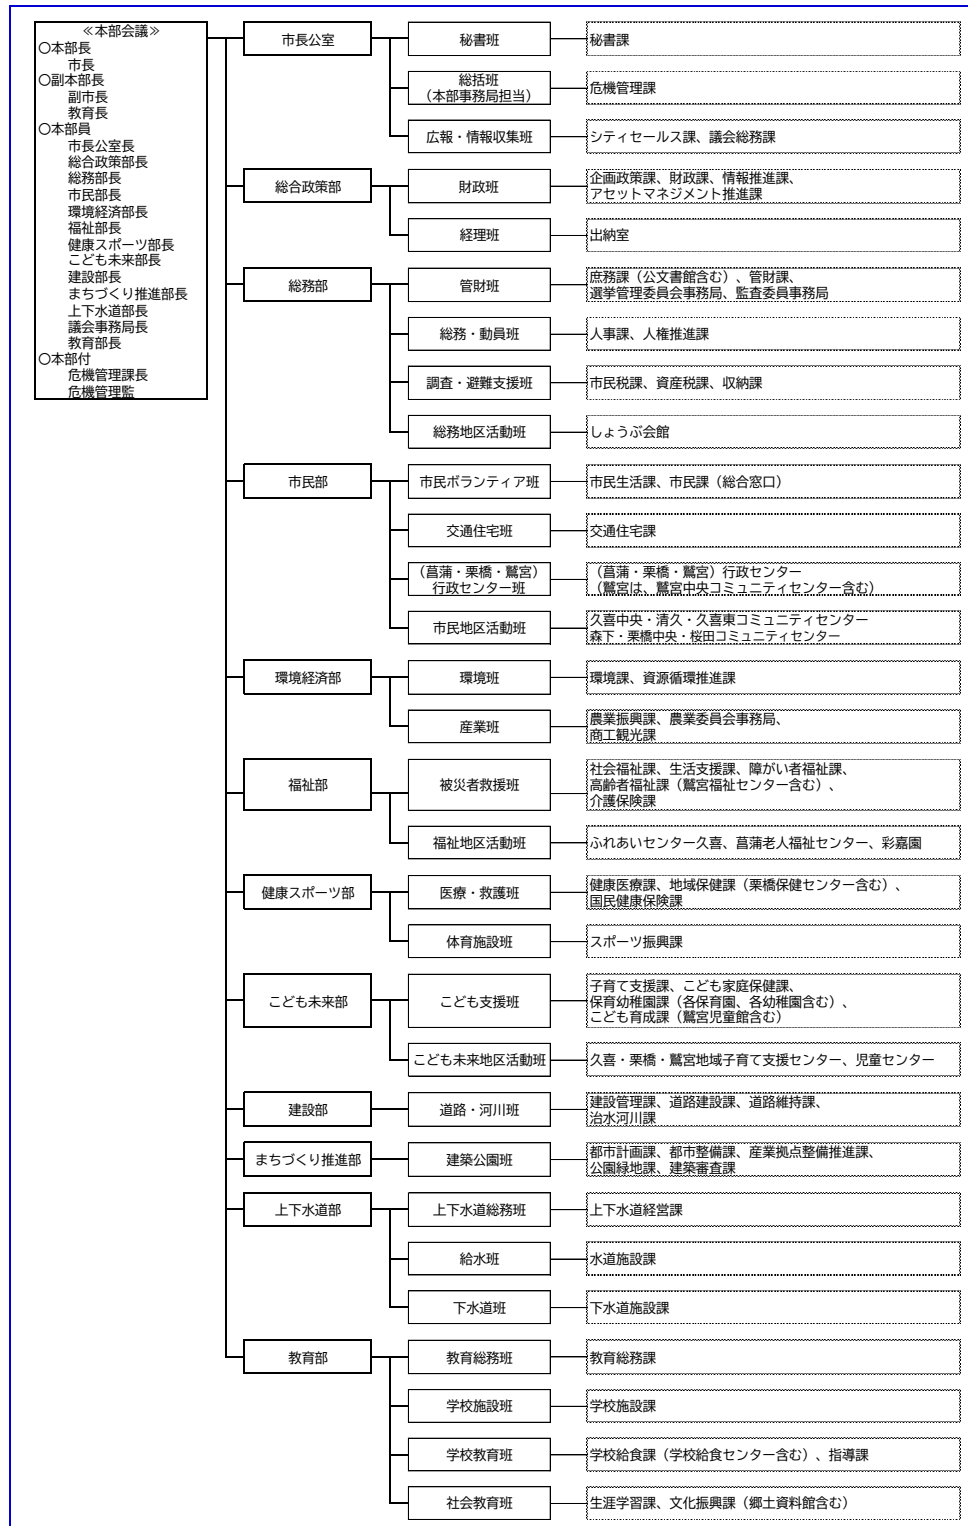 ≪本部会議≫
〇本部長
市長
〇副本部長
副市長
教育長
〇本部員
市長公室長
総合政策部長
総務部長
市民部長
環境経済部長
福祉部長
健康スポーツ部長
こども未来部長
建設部長
まちづくり推進部長
上下水道部長
議会事務局長
教育部長
〇本部付
危機管理課長
危機管理監
市長公室
秘書班
秘書課
総括班
（本部事務局担当）
危機管理課
広報・情報収集班
シティセールス課、議会総務課
総合政策部
財政班
企画政策課、財政課、情報推進課、
アセットマネジメント推進課
経理班
出納室
総務部
管財班
庶務課（公文書館含む）、管財課、
選挙管理委員会事務局、監査委員事務局
総務・動員班
人事課、人権推進課
調査・避難支援班
市民税課、資産税課、収納課
総務地区活動班
しょうぶ会館
市民部
市民ボランティア班
市民生活課、市民課（総合窓口）
交通住宅班
交通住宅課
（菖蒲・栗橋・鷲宮）
行政センター班
（菖蒲・栗橋・鷲宮）行政センター
（鷲宮は、鷲宮中央コミュニティセンター含む）
市民地区活動班
久喜中央・清久・久喜東コミュニティセンター
森下・栗橋中央・桜田コミュニティセンター
環境経済部
環境班
環境課、資源循環推進課
産業班
農業振興課、農業委員会事務局、
商工観光課
福祉部
被災者救援班
社会福祉課、生活支援課、障がい者福祉課、
高齢者福祉課（鷲宮福祉センター含む）、
介護保険課
福祉地区活動班
ふれあいセンター久喜、菖蒲老人福祉センター、彩嘉園
健康スポーツ部
医療・救護班
健康医療課、地域保健課（栗橋保健センター含む）、
国民健康保険課
体育施設班
スポーツ振興課
こども未来部
こども支援班
子育て支援課、こども家庭保健課、
保育幼稚園課（各保育園、各幼稚園含む）、
こども育成課（鷲宮児童館含む）
こども未来地区活動班
久喜・栗橋・鷲宮地域子育て支援センター、児童センター
建設部
道路・河川班
建設管理課、道路建設課、道路維持課、
治水河川課
まちづくり推進部
建築公園班
都市計画課、都市整備課、産業拠点整備推進課、
公園緑地課、建築審査課
上下水道部
上下水道総務班
上下水道経営課
給水班
水道施設課
下水道班
下水道施設課
教育部
教育総務班
教育総務課
学校施設班
学校施設課
学校教育班
学校給食課（学校給食センター含む）、指導課
社会教育班
生涯学習課、文化振興課（郷土資料館含む）